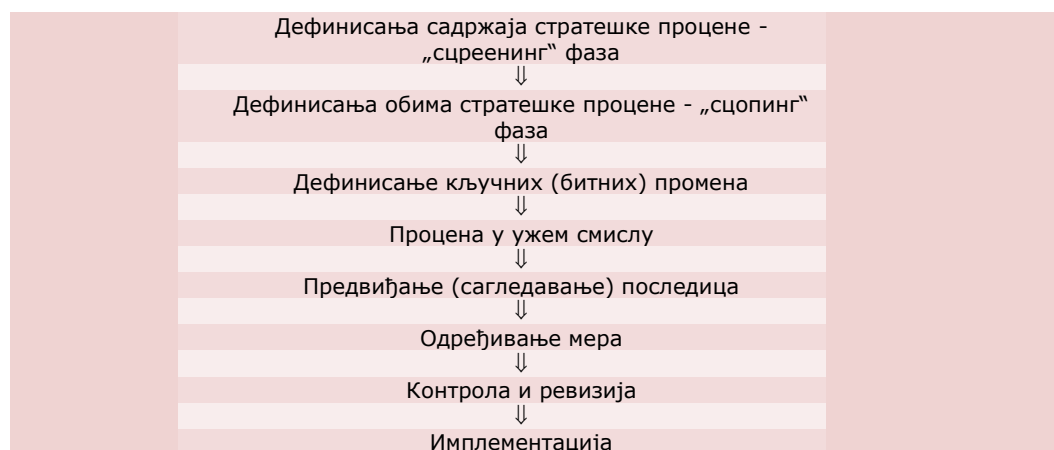 Дефинисања садржаја стратешке процене -
„сцреенинг“ фаза
⇓
Дефинисања обима стратешке процене - „сцопинг“
фаза
⇓
Дефинисање кључних (битних) промена
⇓
Процена у ужем смислу
⇓
Предвиђање (сагледавање) последица
⇓
Одређивање мера
⇓
Контрола и ревизија
⇓
Имплементација